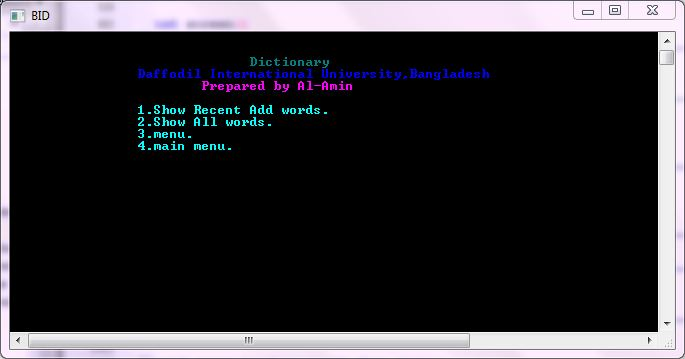 BID
Dictionary
Daffodil International University,Bangladesh
Prepared by Al-Amin
1.Show Recent Add words.
2.Show All words.
3.menu.
4.main menu.